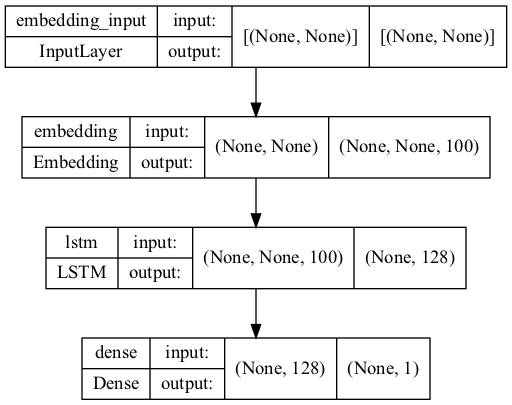 embedding_input input: [(None, None)] [(None, None)]
InputLayer output:
embedding input: (None, None) (None, None, 100)
Embedding output:
lstm input: (None, None, 100) (None, 128)
LSTM output:
dense input: (None, 128) (None, 1)
Dense output: